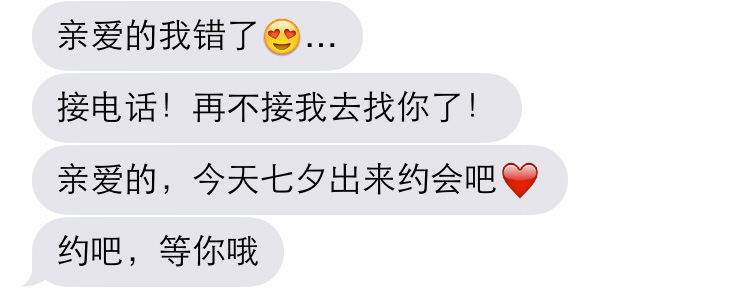 亲爱的我错了😍...
接电话！再不接我去找你了！
亲爱的，今天七夕出来约会吧❤️
约吧，等你哦